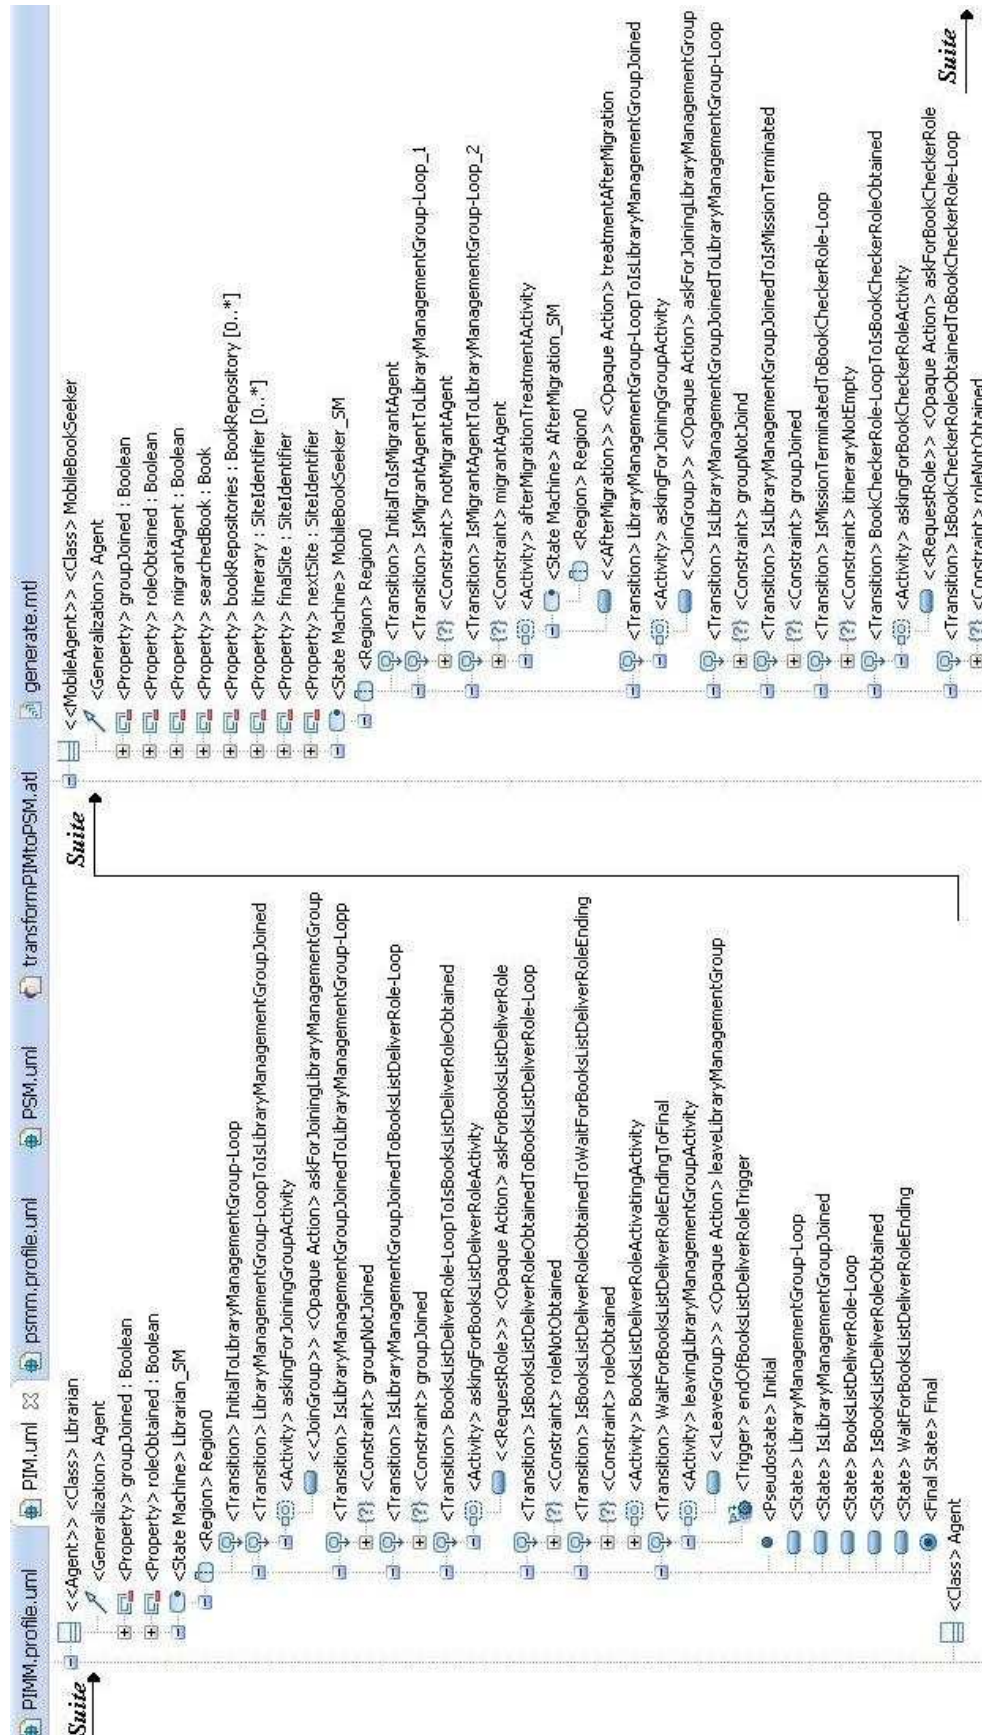 PIMM.profile.uml
PIM.uml
psmm.profile.uml
PSM.uml
transformPIMtoPSM.atl
generate.mtl
Suite
<<Agent>> <Class> Librarian
<Generalization> Agent
<Property> groupJoined : Boolean
<Property> roleObtained : Boolean
<State Machine> Librarian_SM
<Region> Region0
<Transition> InitialToLibraryManagementGroup-Loop
<Transition> LibraryManagementGroup-LoopToIsLibraryManagementGroupJoined
<Activity> askingForJoiningGroupActivity
<<JoinGroup>> <Opaque Action> askForJoiningLibraryManagementGroup
<Transition> IsLibraryManagementGroupJoinedToLibraryManagementGroup-Lopp
<Constraint> groupNotJoined
<Transition> IsLibraryManagementGroupJoinedToBooksListDeliverRole-Loop
<Constraint> groupJoined
<Transition> BooksListDeliverRole-LoopToIsBooksListDeliverRoleObtained
<Activity> askingForBooksListDeliverRoleActivity
<<RequestRole>> <Opaque Action> askForBooksListDeliverRole
<Transition> IsBooksListDeliverRoleObtainedToBooksListDeliverRole-Loop
<Constraint> roleNotObtained
<Transition> IsBooksListDeliverRoleObtainedToWaitForBooksListDeliverRoleEnding
<Constraint> roleObtained
<Activity> BooksListDeliverRoleActivatingActivity
<Transition> WaitForBooksListDeliverRoleEndingToFinal
<Activity> leavingLibraryManagementGroupActivity
<<LeaveGroup>> <Opaque Action> leaveLibraryManagementGroup
<Trigger> endOfBooksListDeliverRoleTrigger
<Pseudostate> Initial
<State> LibraryManagementGroup-Loop
<State> IsLibraryManagementGroupJoined
<State> BooksListDeliverRole-Loop
<State> IsBooksListDeliverRoleObtained
<State> WaitForBooksListDeliverRoleEnding
<Final State> Final
<Class> Agent
Suite
<<MobileAgent>> <Class> MobileBookSeeker
<Generalization> Agent
<Property> groupJoined : Boolean
<Property> roleObtained : Boolean
<Property> migrantAgent : Boolean
<Property> searchedBook : Book
<Property> bookRepositories : BookRepository [0..*]
<Property> itinerary : SiteIdentifier [0..*]
<Property> finalSite : SiteIdentifier
<Property> nextSite : SiteIdentifier
<State Machine> MobileBookSeeker_SM
<Region> Region0
<Transition> InitialToIsMigrantAgent
<Transition> IsMigrantAgentToLibraryManagementGroup-Loop_1
<Constraint> notMigrantAgent
<Transition> IsMigrantAgentToLibraryManagementGroup-Loop_2
<Constraint> migrantAgent
<Activity> afterMigrationTreatmentActivity
<State Machine> AfterMigration_SM
<Region> Region0
<<AfterMigration>> <Opaque Action> treatmentAfterMigration
<Transition> LibraryManagementGroup-LoopToIsLibraryManagementGroupJoined
<Activity> askingForJoiningGroupActivity
<<JoinGroup> <Opaque Action> askForJoiningLibraryManagementGroup
<Transition> IsLibraryManagementGroupJoinedToLibraryManagementGroup-Loop
<Constraint> groupNotJoind
<Transition> IsLibraryManagementGroupJoinedToIsMissionTerminated
<Constraint> groupJoined
<Transition> IsMissionTerminatedToBookCheckerRole-Loop
<Constraint> itineraryNotEmpty
<Transition> BookCheckerRole-LoopToIsBookCheckerRoleObtained
<Activity> askingForBookCheckerRoleActivity
<<RequestRole> <Opaque Action> askForBookCheckerRole
<Transition> IsBookCheckerRoleObtainedToBookCheckerRole-Loop
<Constraint> roleNotObtained
Suite